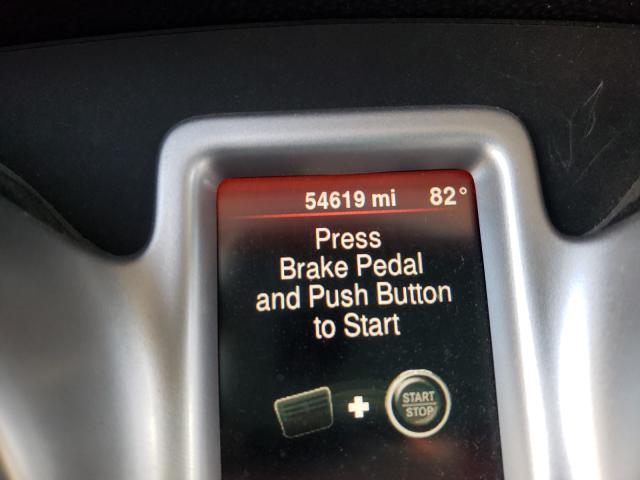 54619 mi 82°
Press
Brake Pedal
and Push Button
to Start
START
STOP